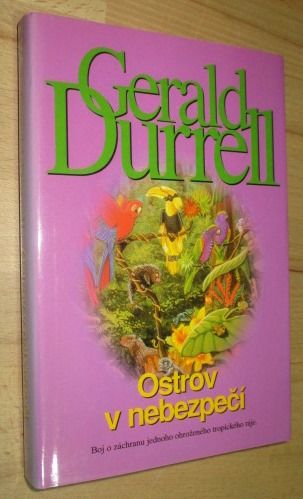 Gerald
Durrell
Ostrov
v nebezpečí
Boj o záchranu jednoho ohroženého tropického ráje.